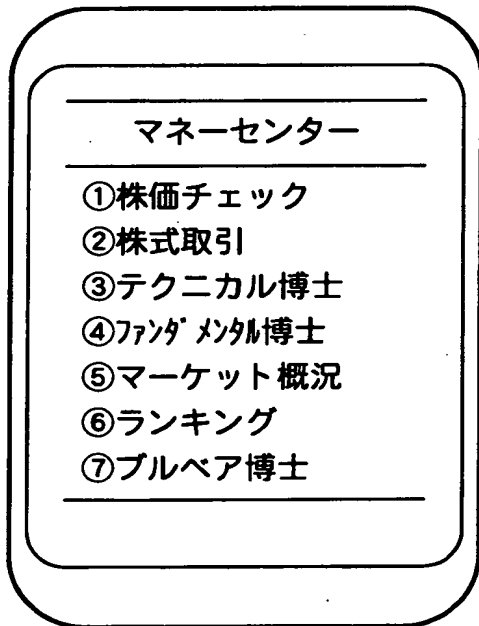 マネーセンター
①株価チェック
②株式取引
③テクニカル博士
④ﾌｧﾝﾀﾞﾒﾝﾀﾙ博士
⑤マーケット概況
⑥ランキング
⑦ブルベア博士